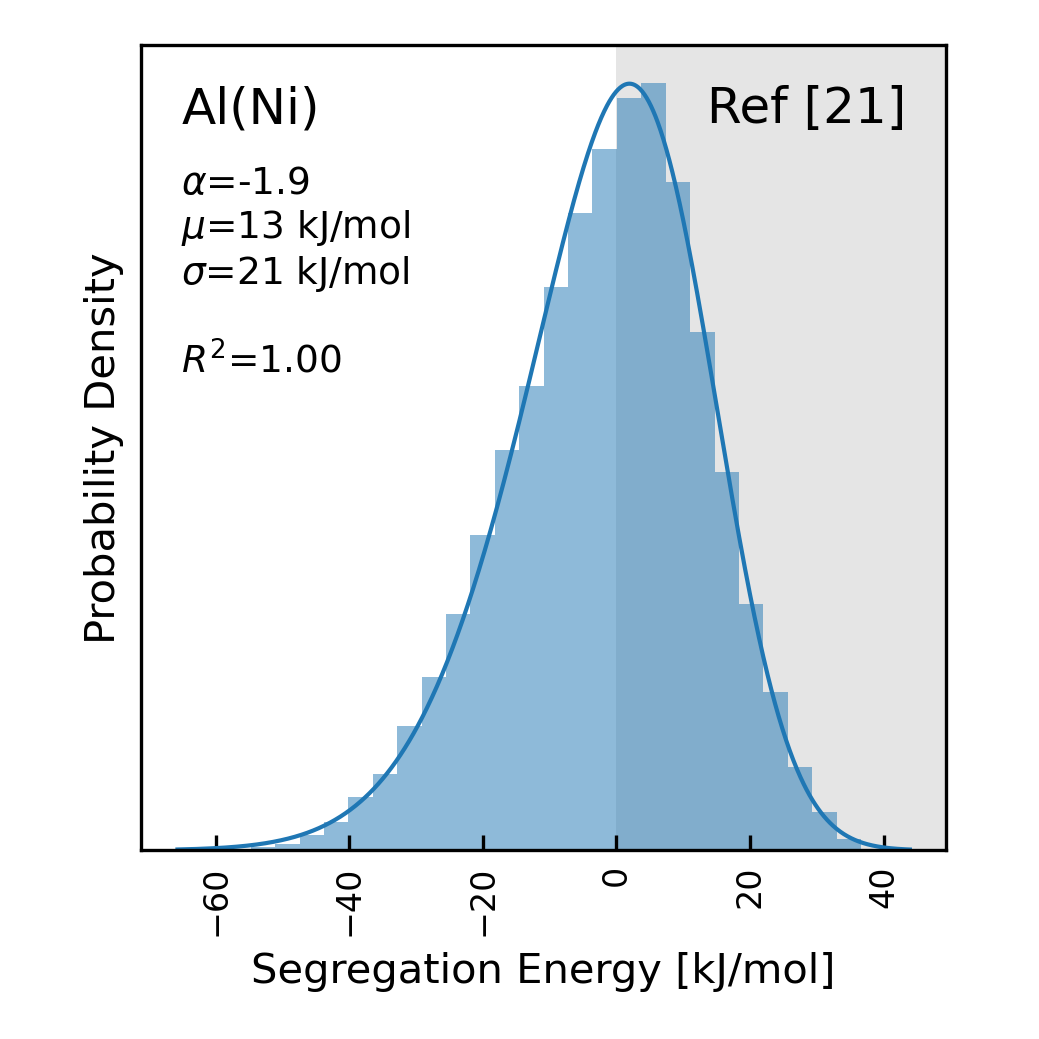 Al(Ni)
Ref [21]
α=-1.9
μ=13 kJ/mol
σ=21 kJ/mol
R²=1.00
Probability Density
−60
−40
−20
0
20
40
Segregation Energy [kJ/mol]